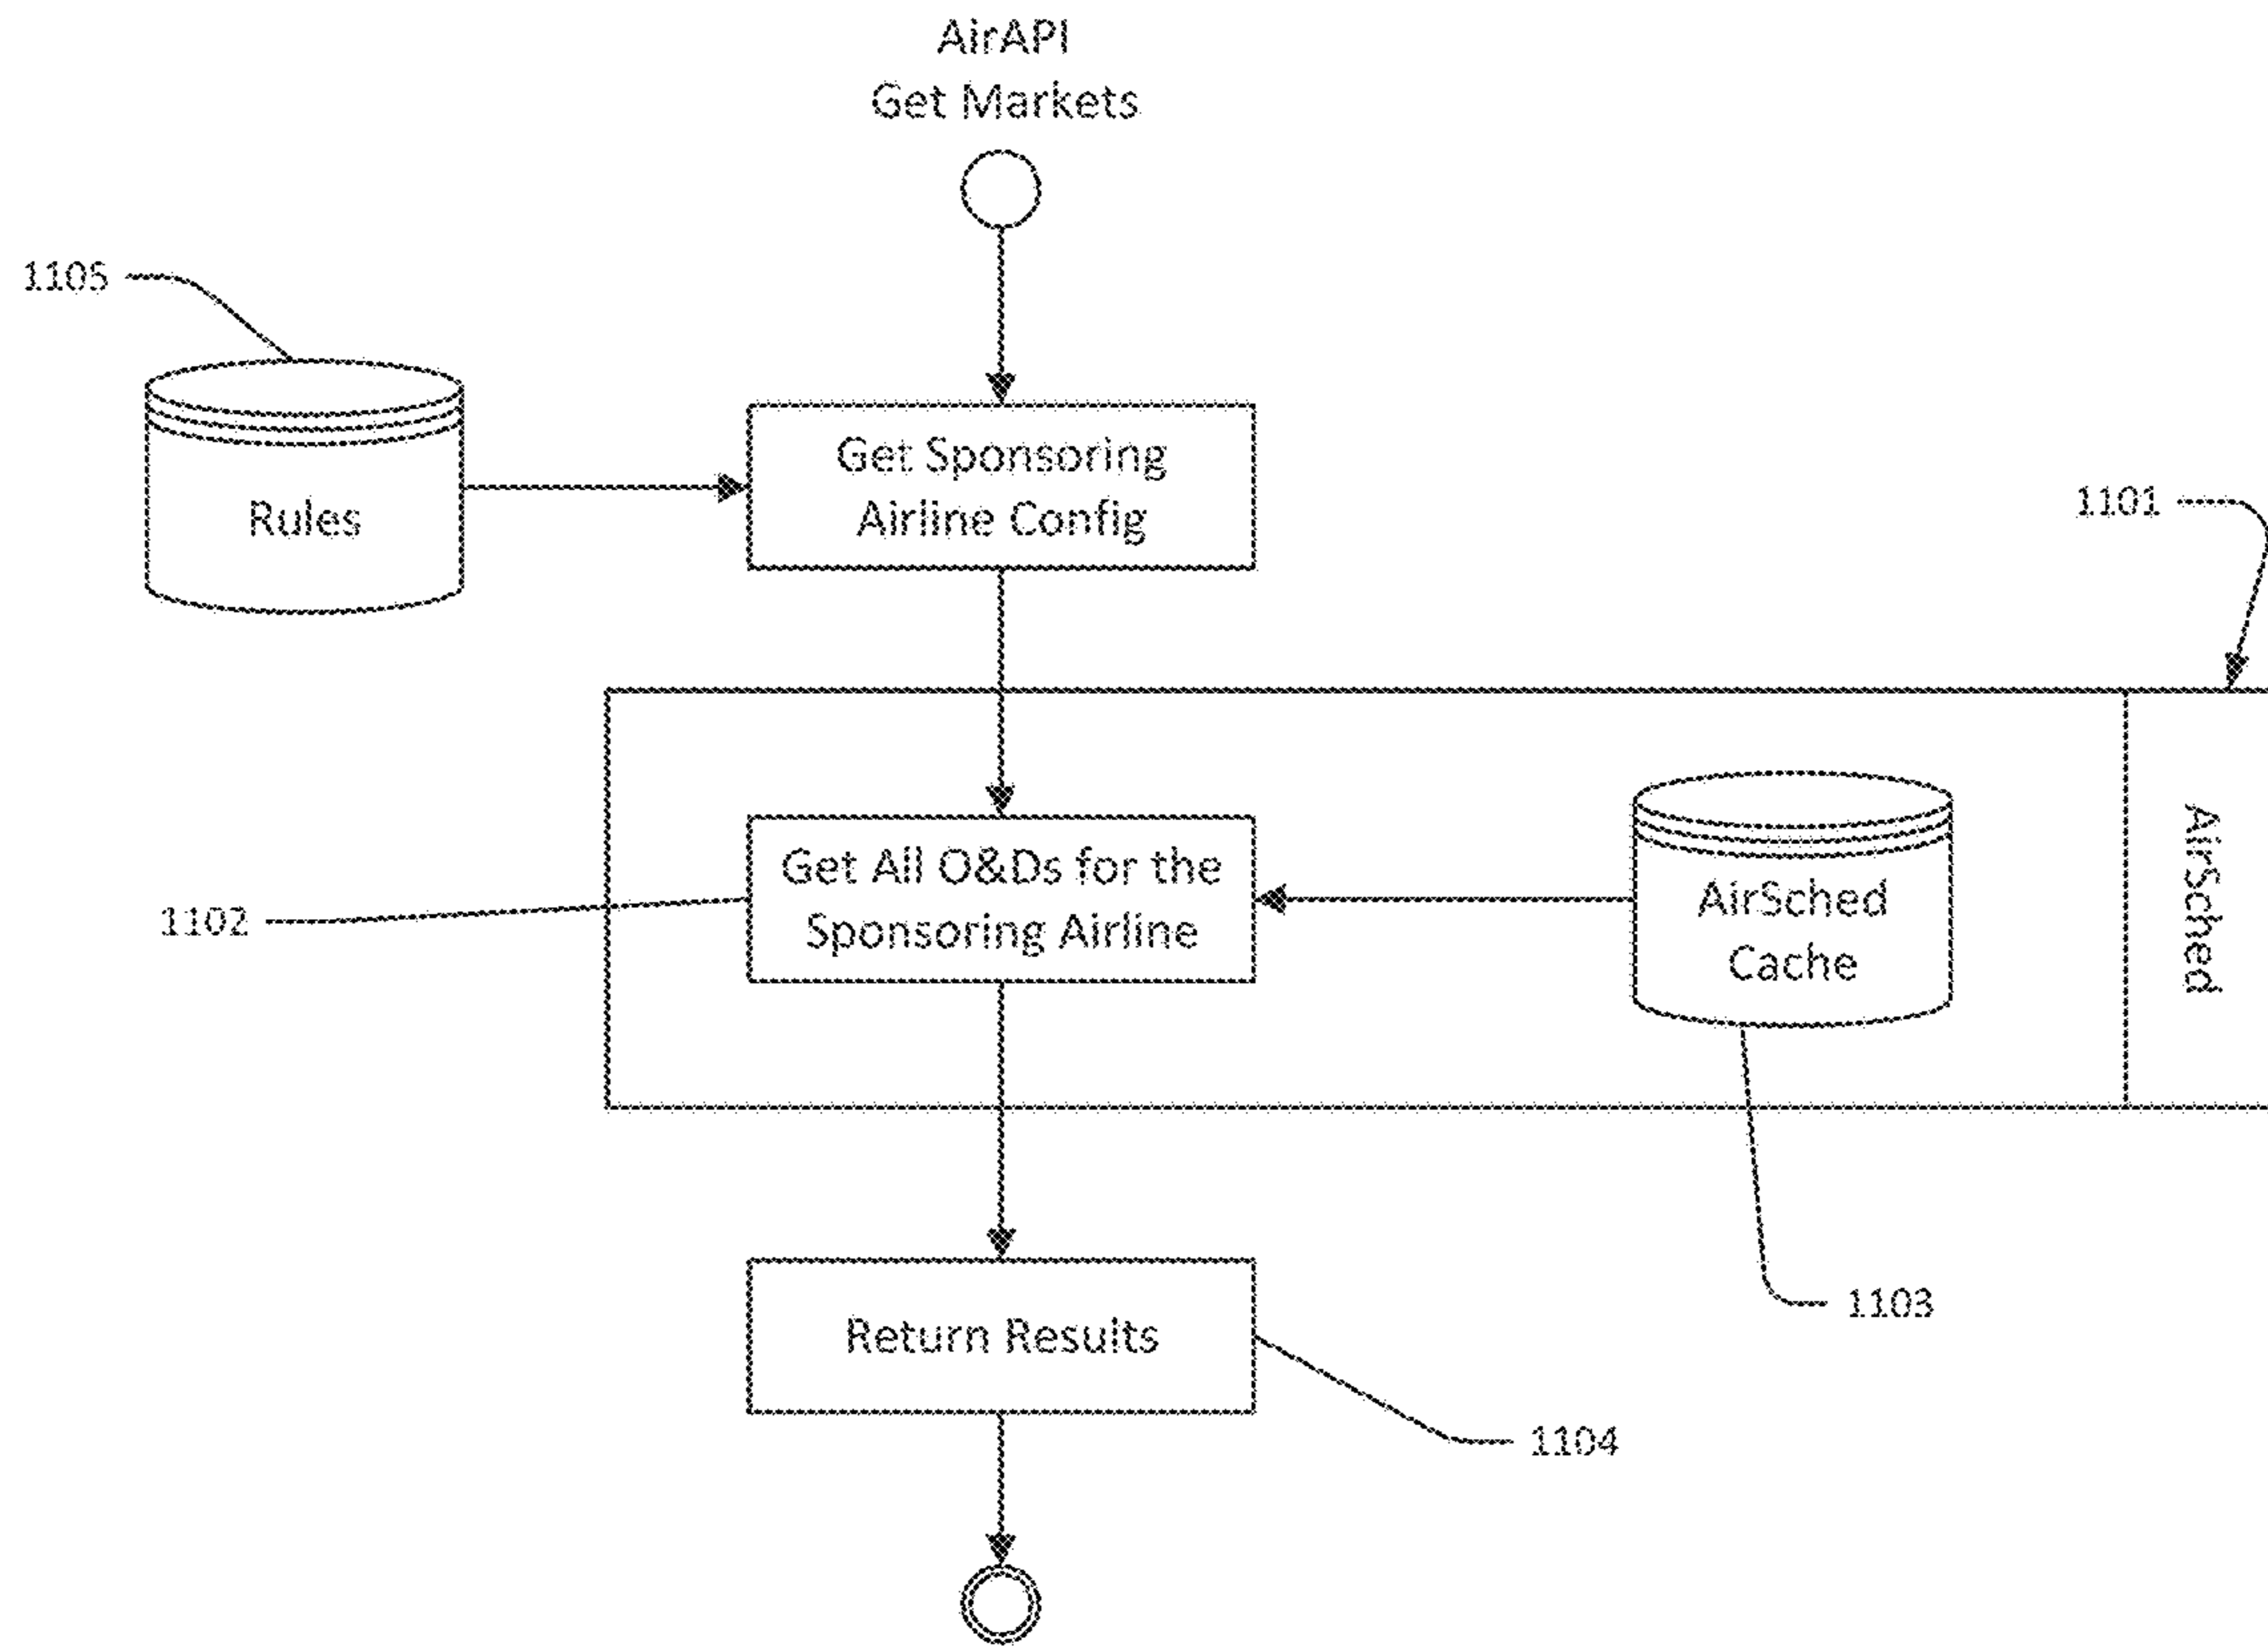 AirAPI
Get Markets
1105
Rules
Get Sponsoring
Airline Config
1101
AirSched
Get All O&Ds for the
Sponsoring Airline
AirSched
Cache
1102
1103
Return Results
1104